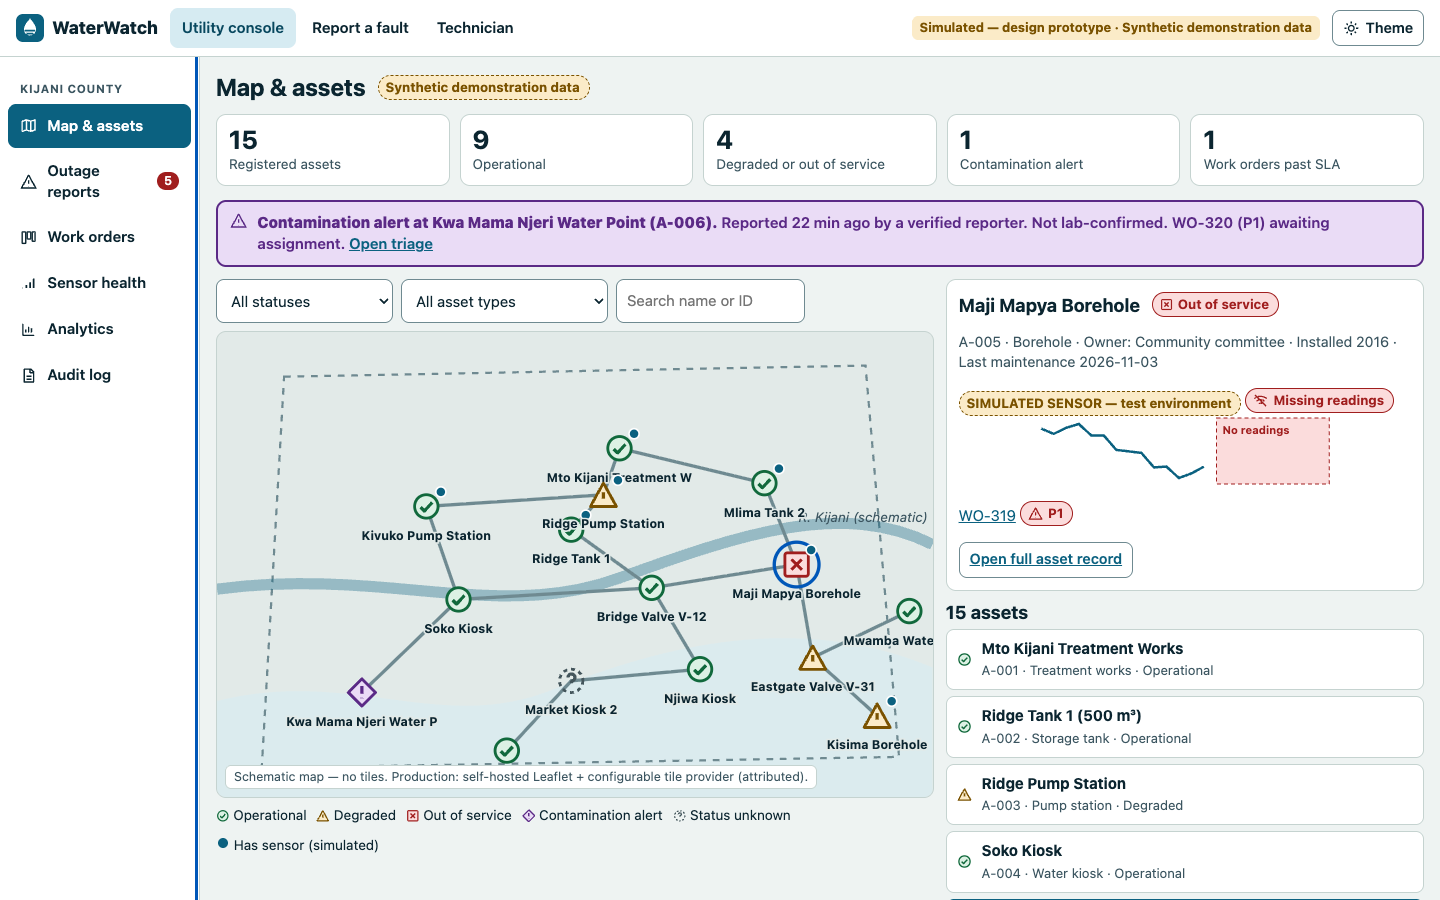 WaterWatch
Utility console
Report a fault
Technician
Simulated — design prototype · Synthetic demonstration data
Theme
KIJANI COUNTY
Map & assets
Outage
reports
5
Work orders
Sensor health
Analytics
Audit log
Map & assets
Synthetic demonstration data
15
Registered assets
9
Operational
4
Degraded or out of service
1
Contamination alert
1
Work orders past SLA
Contamination alert at Kwa Mama Njeri Water Point (A-006). Reported 22 min ago by a verified reporter. Not lab-confirmed. WO-320 (P1) awaiting
assignment. Open triage
All statuses
All asset types
Search name or ID
Mto Kijani Treatment W
Mlima Tank 2
R. Kijani (schematic)
Ridge Pump Station
Kivuko Pump Station
Ridge Tank 1
Maji Mapya Borehole
Bridge Valve V-12
Soko Kiosk
Mwamba Wate
Eastgate Valve V-31
Njiwa Kiosk
Market Kiosk 2
Kwa Mama Njeri Water P
Kisima Borehole
Schematic map — no tiles. Production: self-hosted Leaflet + configurable tile provider (attributed).
Operational
Degraded
Out of service
Contamination alert
Status unknown
Has sensor (simulated)
Maji Mapya Borehole
Out of service
A-005 · Borehole · Owner: Community committee · Installed 2016 ·
Last maintenance 2026-11-03
SIMULATED SENSOR — test environment
Missing readings
No readings
WO-319
P1
Open full asset record
15 assets
Mto Kijani Treatment Works
A-001 · Treatment works · Operational
Ridge Tank 1 (500 m³)
A-002 · Storage tank · Operational
Ridge Pump Station
A-003 · Pump station · Degraded
Soko Kiosk
A-004 · Water kiosk · Operational